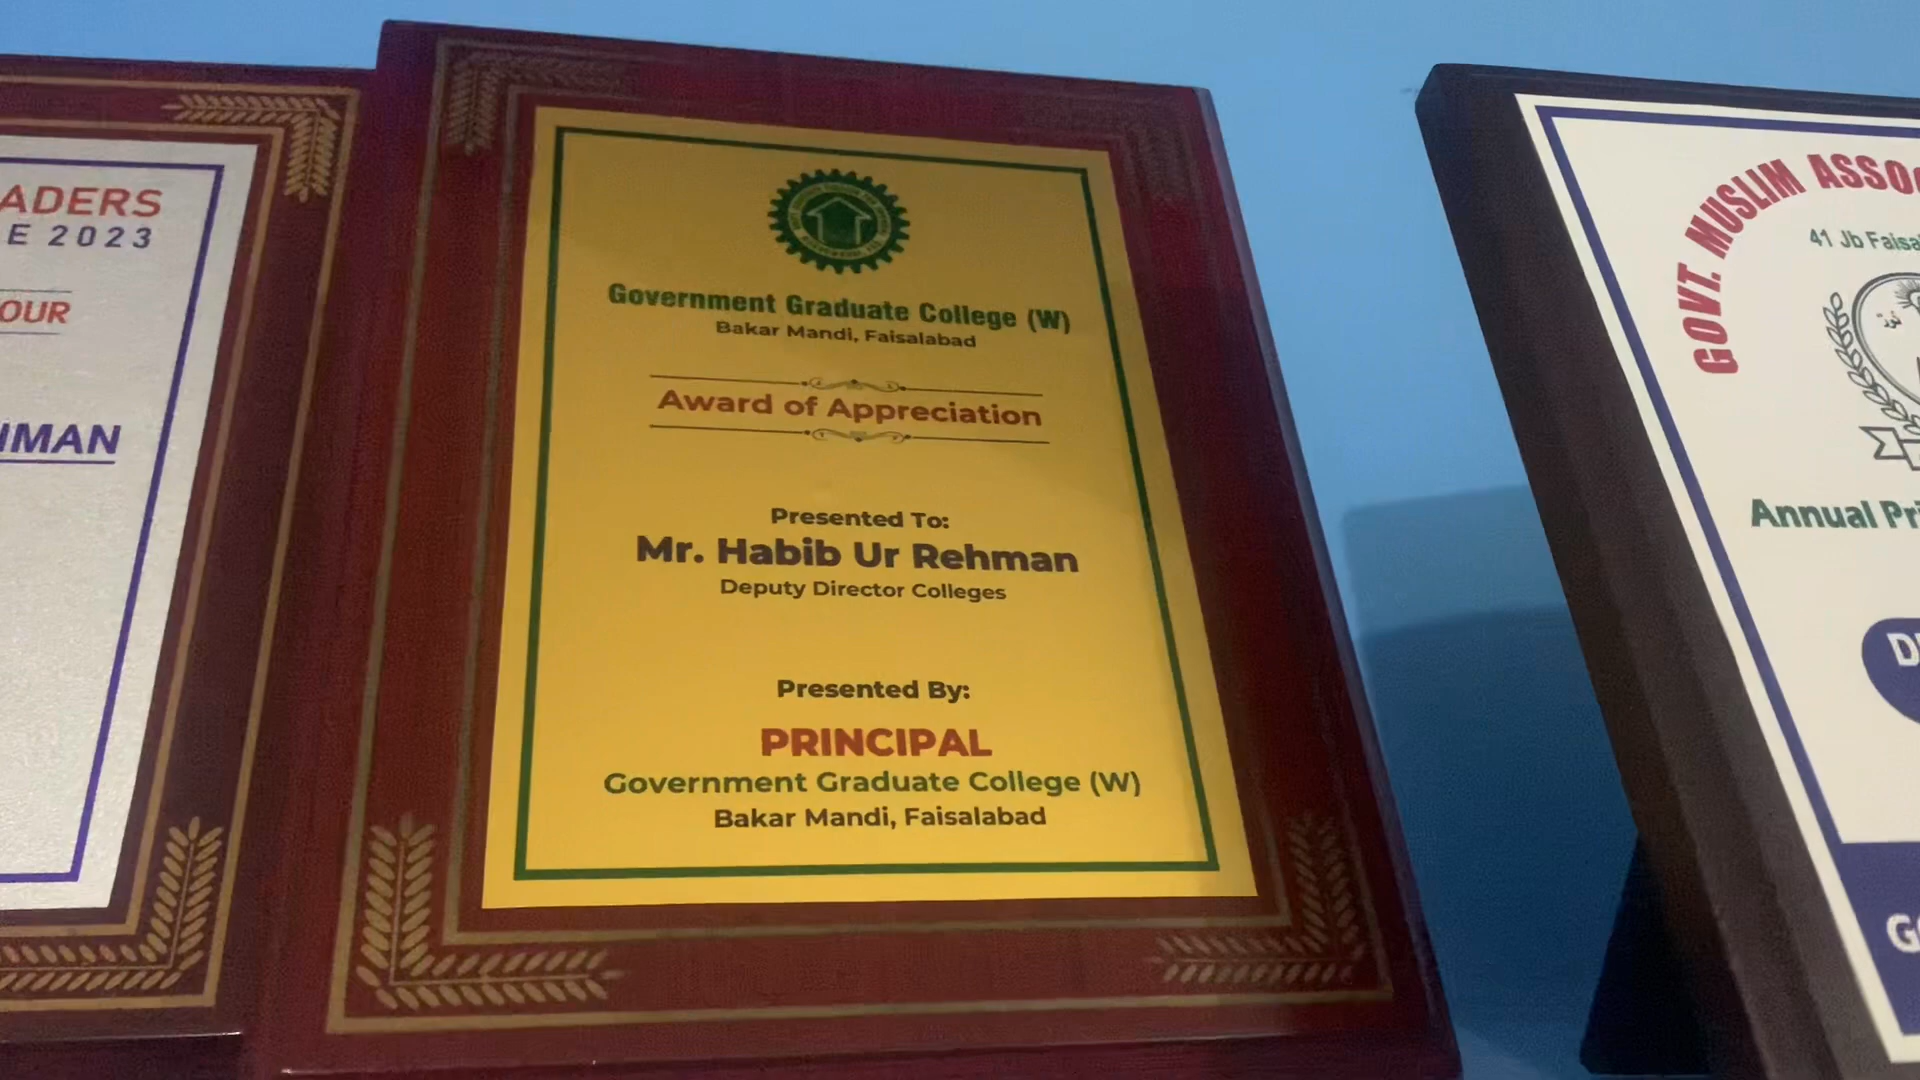 ADERS
E 2023
OUR
HMAN
Government Graduate College (W)
Bakar Mandi, Faisalabad
Award of Appreciation
Presented To:
Mr. Habib Ur Rehman
Deputy Director Colleges
Presented By:
PRINCIPAL
Government Graduate College (W)
Bakar Mandi, Faisalabad
GOVT. MUSLIM ASSO
41 Jb Faisa
Annual Pri